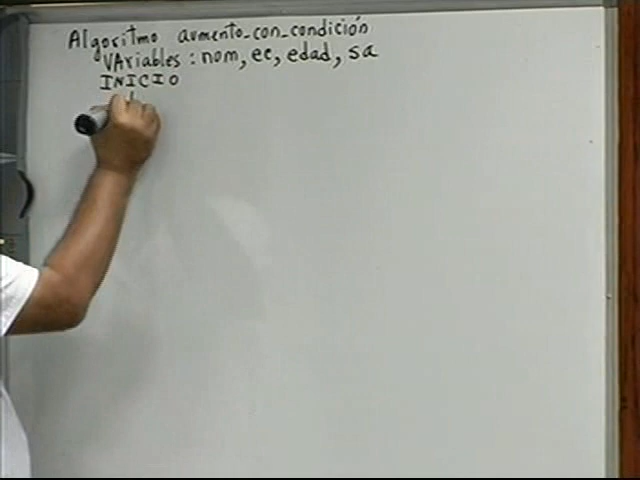 Algoritmo aumento_con_condición
VAriables : nom, ec, edad, sa
INICIO